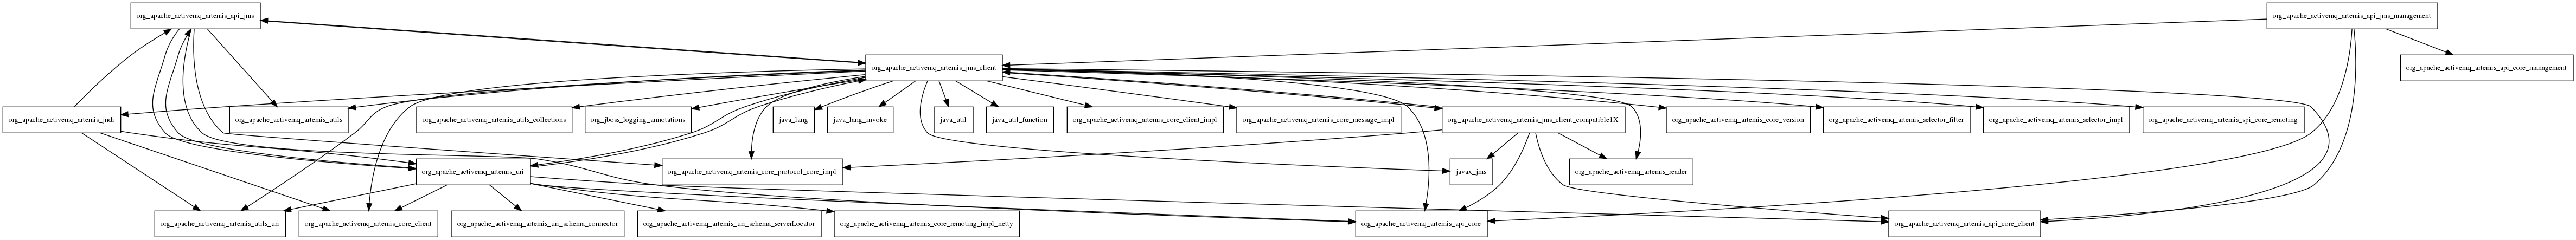 org_apache_activemq_artemis_api_jms
org_apache_activemq_artemis_api_jms_management
org_apache_activemq_artemis_jms_client
org_apache_activemq_artemis_api_core_management
org_apache_activemq_artemis_jndi
org_apache_activemq_artemis_utils
org_apache_activemq_artemis_utils_collections
org_jboss_logging_annotations
java_lang
java_lang_invoke
java_util
java_util_function
org_apache_activemq_artemis_core_client_impl
org_apache_activemq_artemis_core_message_impl
org_apache_activemq_artemis_jms_client_compatible1X
org_apache_activemq_artemis_core_version
org_apache_activemq_artemis_selector_filter
org_apache_activemq_artemis_selector_impl
org_apache_activemq_artemis_spi_core_remoting
org_apache_activemq_artemis_uri
org_apache_activemq_artemis_core_protocol_core_impl
javax_jms
org_apache_activemq_artemis_reader
org_apache_activemq_artemis_utils_uri
org_apache_activemq_artemis_core_client
org_apache_activemq_artemis_uri_schema_connector
org_apache_activemq_artemis_uri_schema_serverLocator
org_apache_activemq_artemis_core_remoting_impl_netty
org_apache_activemq_artemis_api_core
org_apache_activemq_artemis_api_core_client